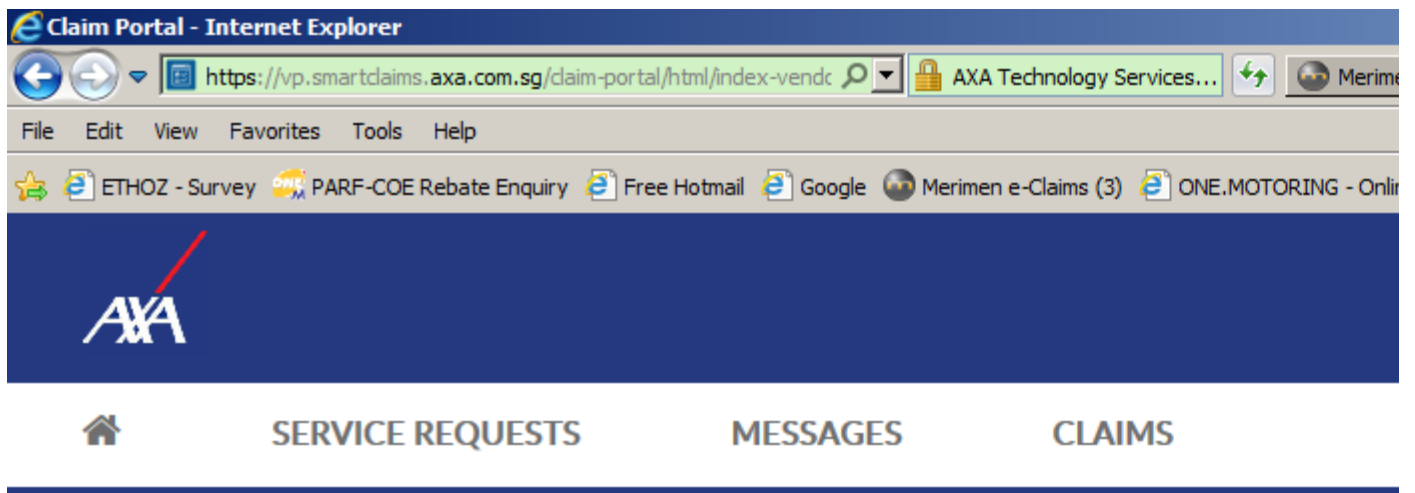 Claim Portal - Internet Explorer
https://vp.smartclaims.axa.com.sg/claim-portal/html/index-vendc AXA Technology Services... Merime
File Edit View Favorites Tools Help
ETHOZ - Survey PARF-COE Rebate Enquiry Free Hotmail Google Merimen e-Claims (3) ONE.MOTORING - Onlin
AXA
SERVICE REQUESTS MESSAGES CLAIMS